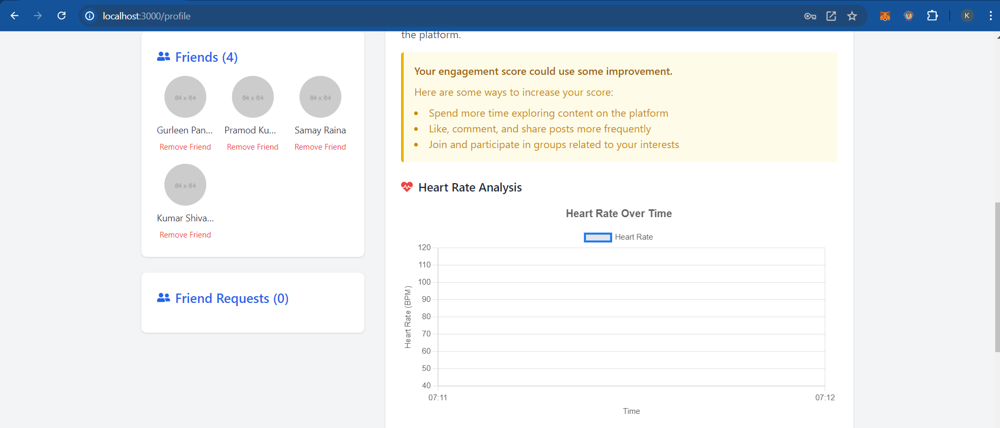 localhost:3000/profile
K
Friends (4)
64 x 64
64 x 64
64 x 64
Gurleen Pan...
Pramod Ku...
Samay Raina
Remove Friend
Remove Friend
Remove Friend
64 x 64
Kumar Shiva...
Remove Friend
Friend Requests (0)
the platform.
Your engagement score could use some improvement.
Here are some ways to increase your score:
• Spend more time exploring content on the platform
• Like, comment, and share posts more frequently
• Join and participate in groups related to your interests
Heart Rate Analysis
Heart Rate Over Time
Heart Rate
120
110
100
90
80
70
60
50
40
Heart Rate (BPM)
07:11
07:12
Time